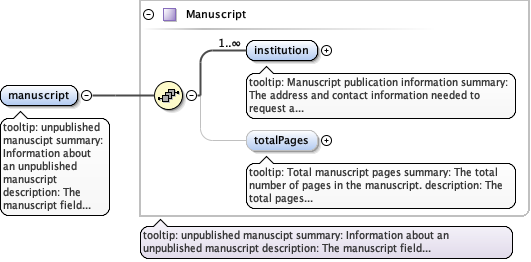 Manuscript
1..∞
institution
tooltip: Manuscript publication information summary:
The address and contact information needed to
request a...
manuscript
tooltip: unpublished
manuscipt summary:
Information about
an unpublished
manuscript
description: The
manuscript field...
totalPages
tooltip: Total manuscript pages summary: The total
number of pages in the manuscript. description: The
total pages...
tooltip: unpublished manuscipt summary: Information about an
unpublished manuscript description: The manuscript field...